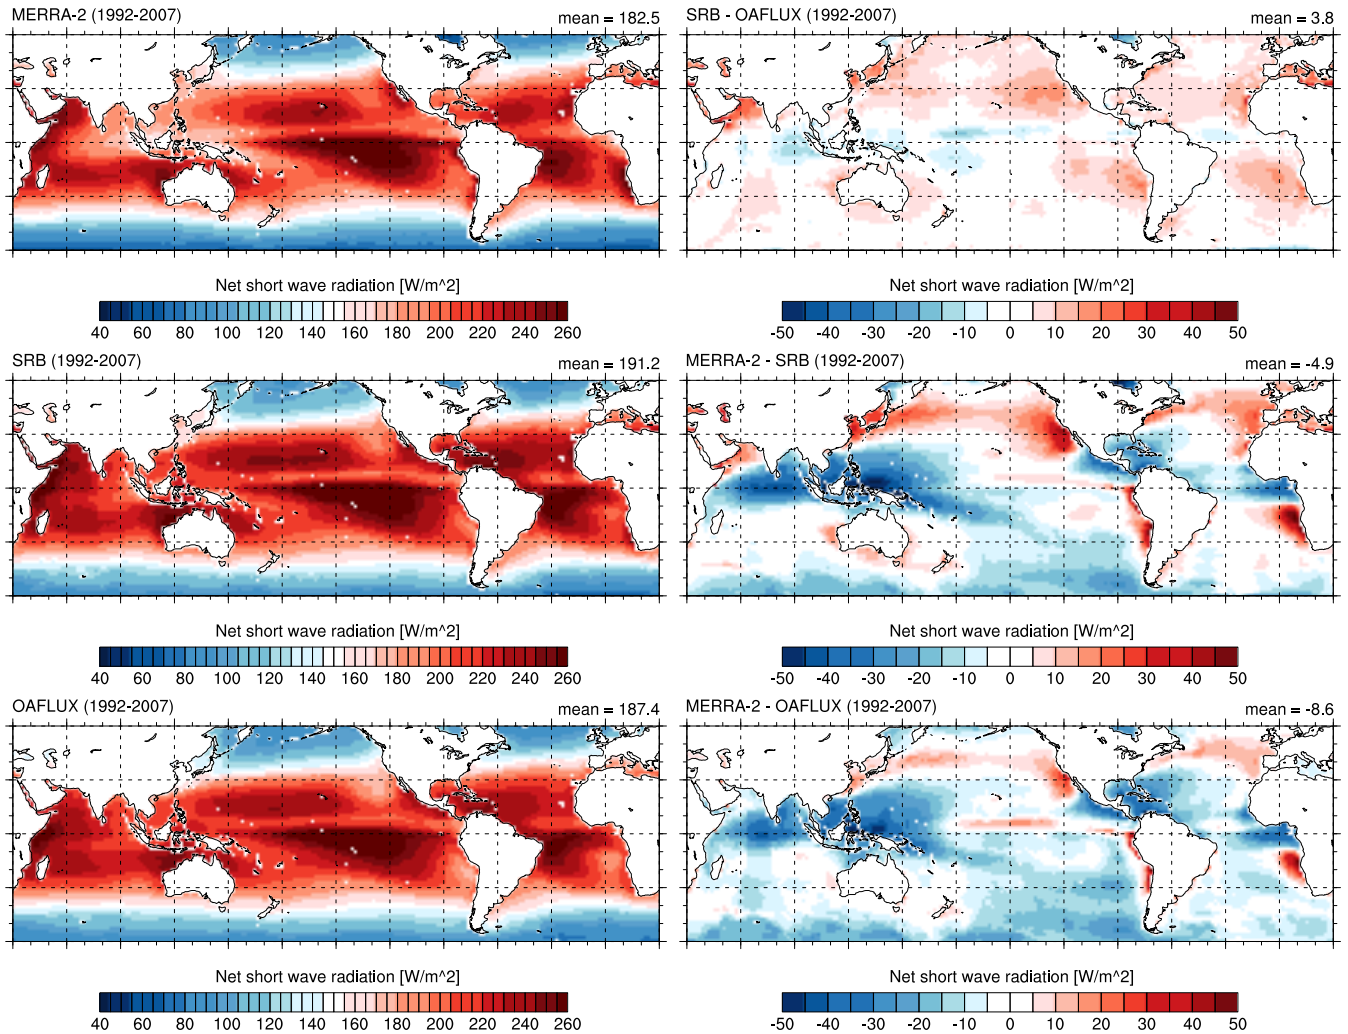 MERRA-2 (1992-2007) mean = 182.5
Net short wave radiation [W/m^2]
40 60 80 100 120 140 160 180 200 220 240 260
SRB - OAFLUX (1992-2007) mean = 3.8
Net short wave radiation [W/m^2]
-50 -40 -30 -20 -10 0 10 20 30 40 50
SRB (1992-2007) mean = 191.2
Net short wave radiation [W/m^2]
40 60 80 100 120 140 160 180 200 220 240 260
MERRA-2 - SRB (1992-2007) mean = -4.9
Net short wave radiation [W/m^2]
-50 -40 -30 -20 -10 0 10 20 30 40 50
OAFLUX (1992-2007) mean = 187.4
Net short wave radiation [W/m^2]
40 60 80 100 120 140 160 180 200 220 240 260
MERRA-2 - OAFLUX (1992-2007) mean = -8.6
Net short wave radiation [W/m^2]
-50 -40 -30 -20 -10 0 10 20 30 40 50